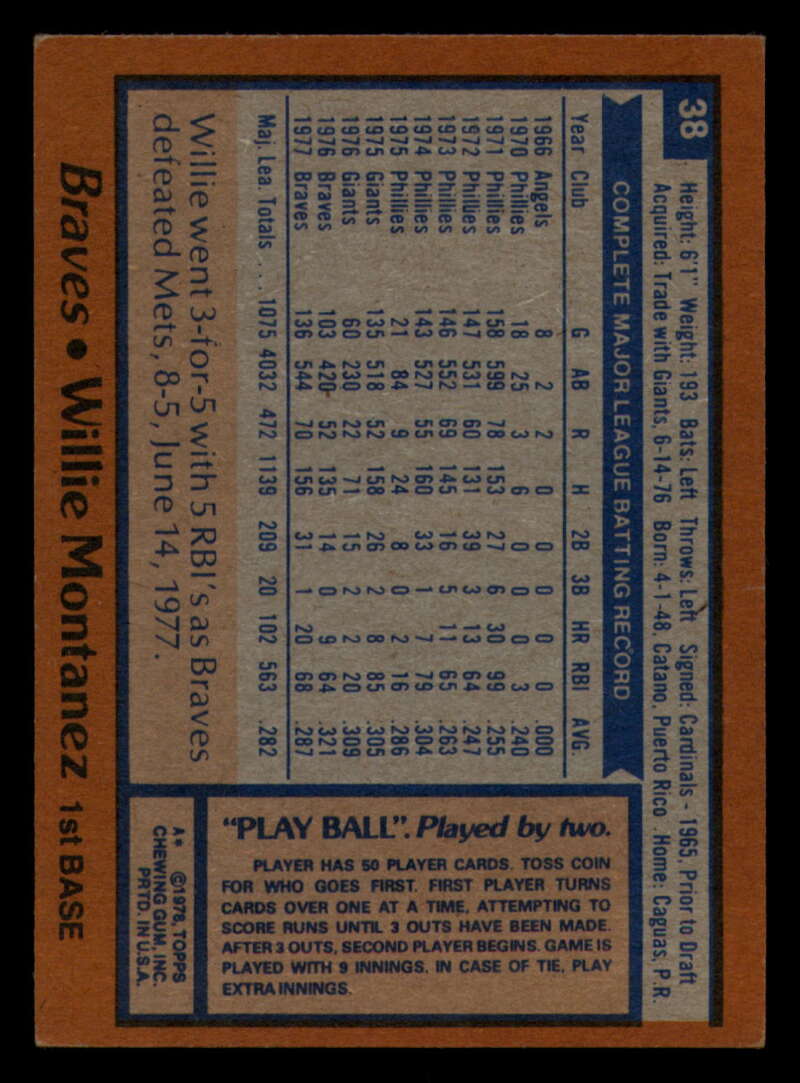 38
Height: 6'1" Weight: 193 Bats: Left Throws: Left Signed: Cardinals - 1965, Prior to Draft
Acquired: Trade with Giants, 6-14-76 Born: 4-1-48, Catano, Puerto Rico Home: Caguas, P.R.
COMPLETE MAJOR LEAGUE BATTING RECORD
Year Club G AB R H 2B 3B HR RBI AVG.
1966 Angels 8 2 2 0 0 0 0 0 .000
1970 Phillies 18 25 3 6 0 0 0 3 .240
1971 Phillies 158 599 78 153 27 6 30 99 .255
1972 Phillies 147 531 60 131 39 3 13 64 .247
1973 Phillies 146 552 69 145 16 5 11 65 .263
1974 Phillies 143 527 55 160 33 1 7 79 .304
1975 Phillies 21 84 9 24 8 0 2 16 .286
1975 Giants 135 518 52 158 26 2 8 85 .305
1976 Giants 60 230 22 71 15 2 2 20 .309
1976 Braves 103 420 52 135 14 0 9 64 .321
1977 Braves 136 544 70 156 31 1 20 68 .287
Maj. Lea. Totals ... 1075 4032 472 1139 209 20 102 563 .282
Willie went 3-for-5 with 5 RBI's as Braves
defeated Mets, 8-5, June 14, 1977.
Braves • Willie Montanez 1st BASE
"PLAY BALL". Played by two.
PLAYER HAS 50 PLAYER CARDS. TOSS COIN
FOR WHO GOES FIRST. FIRST PLAYER TURNS
CARDS OVER ONE AT A TIME, ATTEMPTING TO
SCORE RUNS UNTIL 3 OUTS HAVE BEEN MADE.
AFTER 3 OUTS, SECOND PLAYER BEGINS. GAME IS
PLAYED WITH 9 INNINGS. IN CASE OF TIE, PLAY
EXTRA INNINGS.
A* ©1978, TOPPS
CHEWING GUM, INC.
PRTD. IN U.S.A.